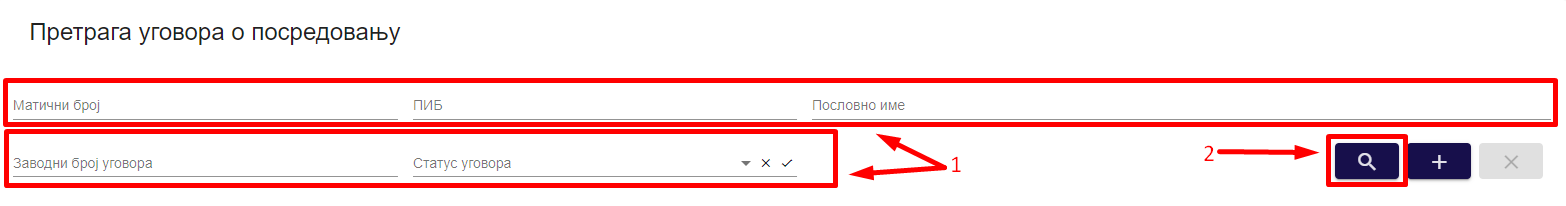 Претрага уговора о посредовању
Матични број ПИБ Пословно име
Заводни број уговора Статус уговора
1
2